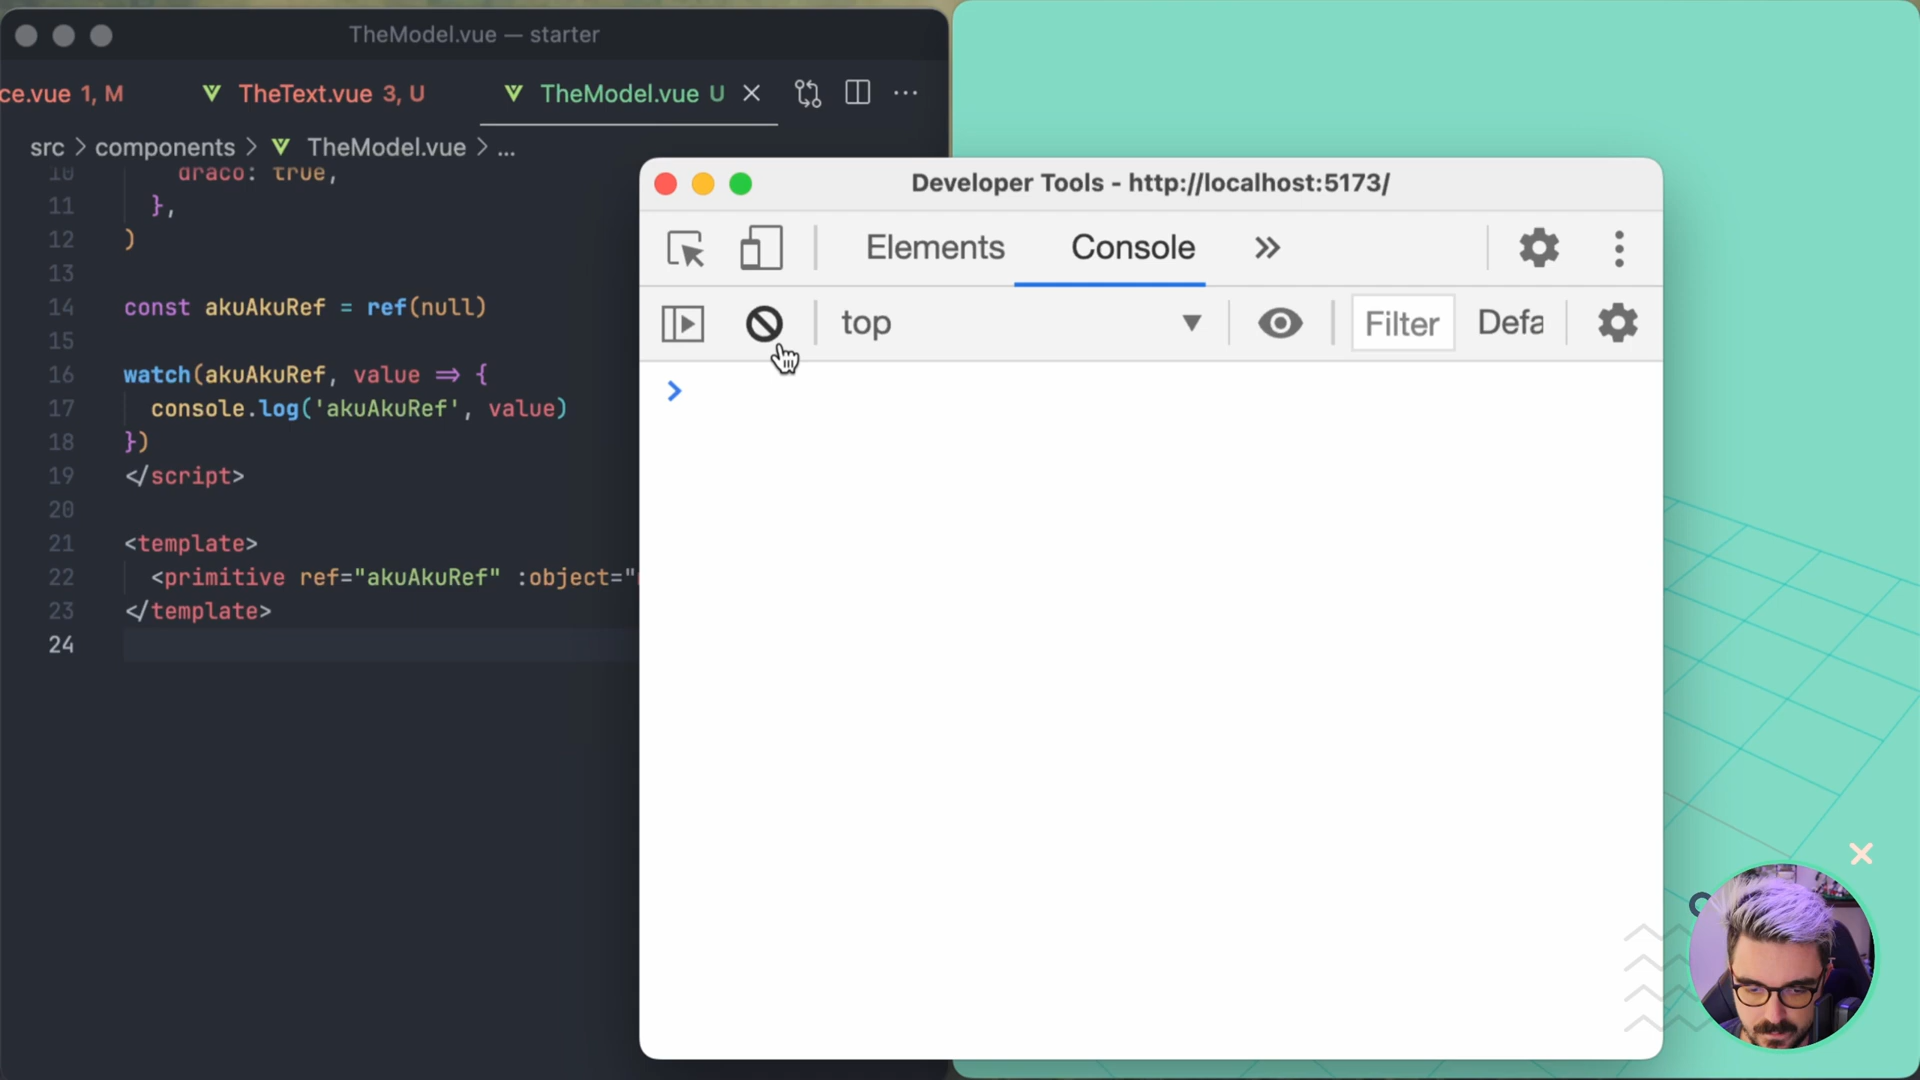 TheModel.vue — starter
ce.vue 1, M
TheText.vue 3, U
TheModel.vue U
src > components > TheModel.vue > ...
10 draco: true,
11 },
12 )
13
14 const akuAkuRef = ref(null)
15
16 watch(akuAkuRef, value => {
17 console.log('akuAkuRef', value)
18 })
19 </script>
20
21 <template>
22 <primitive ref="akuAkuRef" :object="
23 </template>
24
Developer Tools - http://localhost:5173/
Elements
Console
top
Filter
Defa